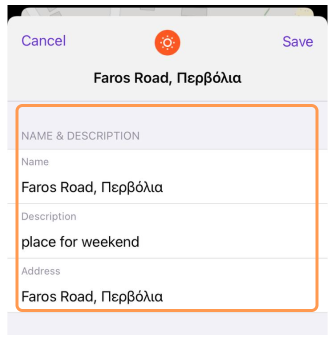 Cancel
Save
Faros Road, Περβόλια
NAME & DESCRIPTION
Name
Faros Road, Περβόλια
Description
place for weekend
Address
Faros Road, Περβόλια